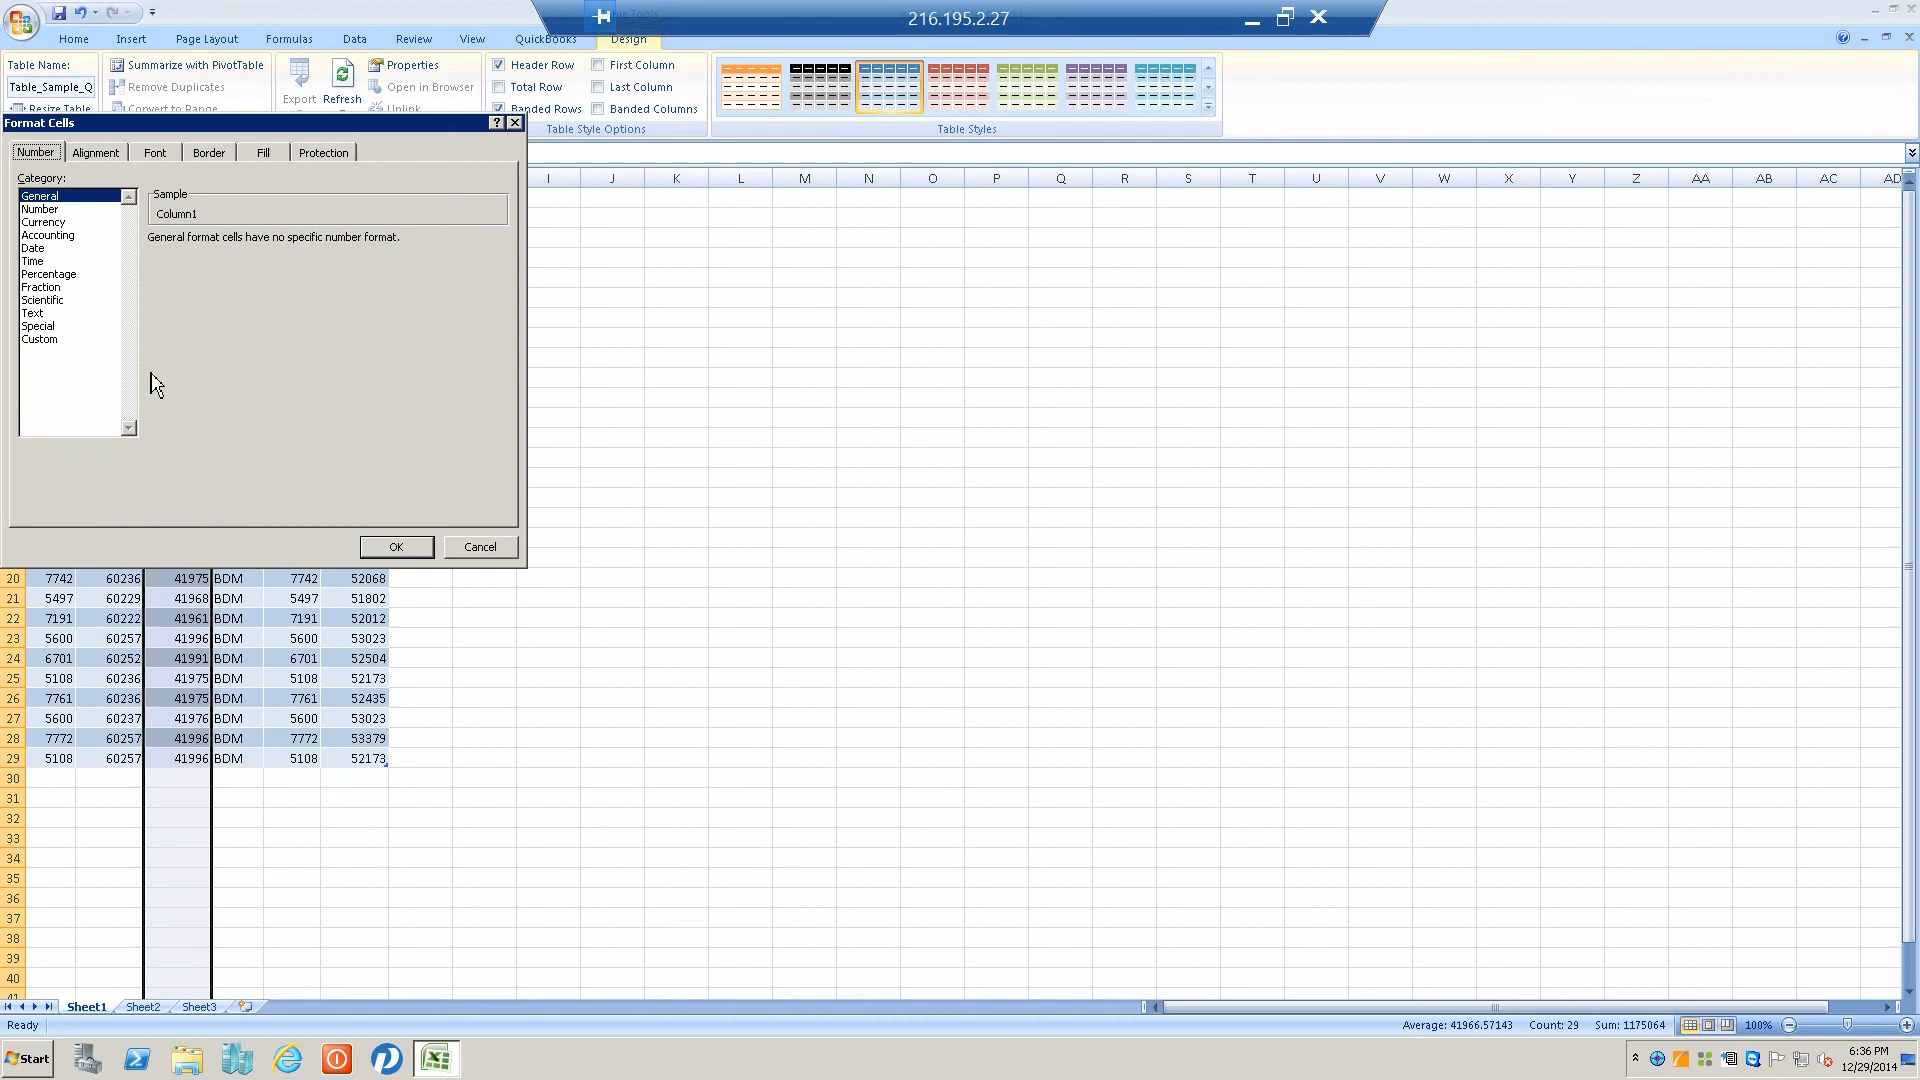 216.195.2.27
Home Insert Page Layout Formulas Data Review View QuickBooks Design
Table Name: Summarize with PivotTable Properties Header Row First Column
Table_Sample_Q Remove Duplicates Export Refresh Open in Browser Total Row Last Column
Resize Table Convert to Range Unlink Banded Rows Banded Columns
Table Style Options Table Styles
Format Cells
Number Alignment Font Border Fill Protection
Category:
General
Number
Currency
Accounting
Date
Time
Percentage
Fraction
Scientific
Text
Special
Custom
Sample
Column1
General format cells have no specific number format.
OK Cancel
I J K L M N O P Q R S T U V W X Y Z AA AB AC AD
20 7742 60236 41975 BDM 7742 52068
21 5497 60229 41968 BDM 5497 51802
22 7191 60222 41961 BDM 7191 52012
23 5600 60257 41996 BDM 5600 53023
24 6701 60252 41991 BDM 6701 52504
25 5108 60236 41975 BDM 5108 52173
26 7761 60236 41975 BDM 7761 52435
27 5600 60237 41976 BDM 5600 53023
28 7772 60257 41996 BDM 7772 53379
29 5108 60257 41996 BDM 5108 52173
30
31
32
33
34
35
36
37
38
39
40
41
Sheet1 Sheet2 Sheet3
Ready Average: 41966.57143 Count: 29 Sum: 1175064 100%
Start 6:36 PM
12/29/2014